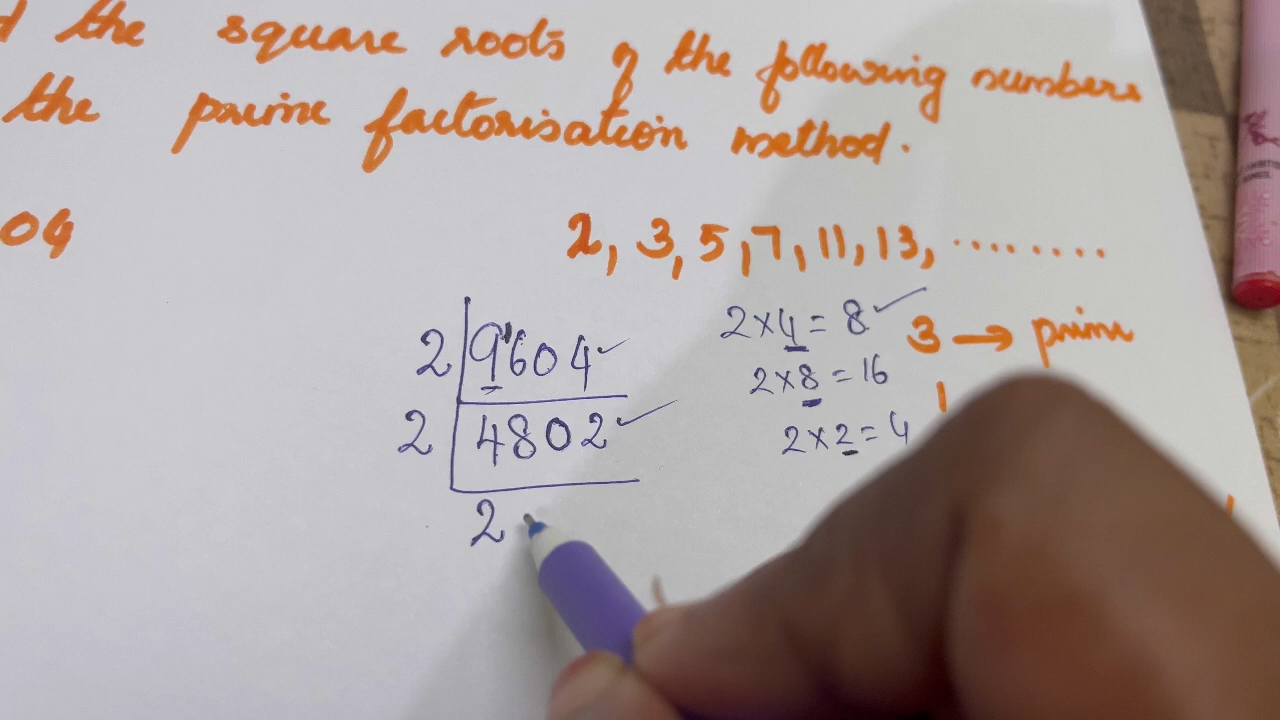 the square roots of the following numbers
the prime factorisation method.
04
2, 3, 5, 7, 11, 13, ........
2 9604
2 4802
2
2×4=8
2×8=16
2×2=4
3 → prime
1